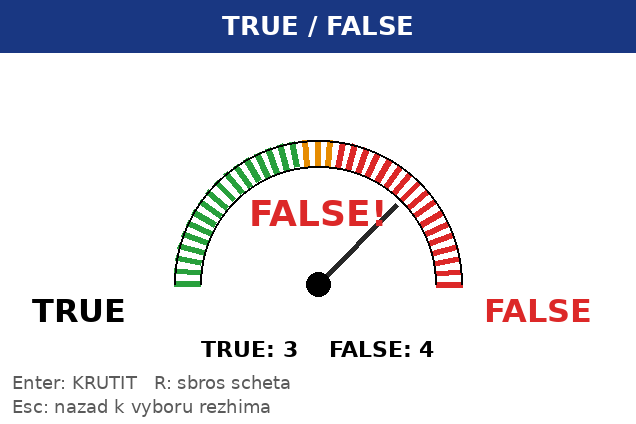 TRUE / FALSE
FALSE!
TRUE
FALSE
TRUE: 3 FALSE: 4
Enter: KRUTIT R: sbros scheta
Esc: nazad k vyboru rezhima